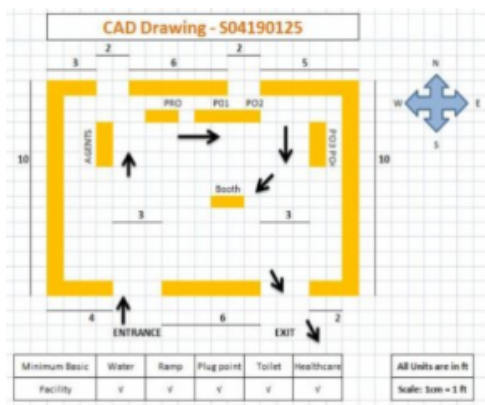 CAD Drawing - S04190125
2
2
3
6
5
N
PRO
PO1
PO2
W
E
S
AGENTS
PO3 PO4
10
10
Booth
3
3
4
6
2
ENTRANCE
EXIT
Minimum Basic Water Ramp Plug point Toilet Healthcare
Facility √ √ √ √ √
All Units are in ft
Scale: 1cm = 1 ft